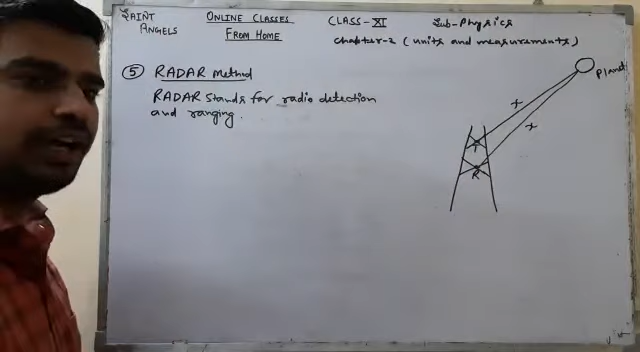 SAINT ANGELS
ONLINE CLASSES FROM HOME
CLASS-XI
Sub-Physics
Chapter-2 (units and measurements)
⑤ RADAR Method
RADAR stands for radio detection
and ranging.
Planet
x
x
T
R